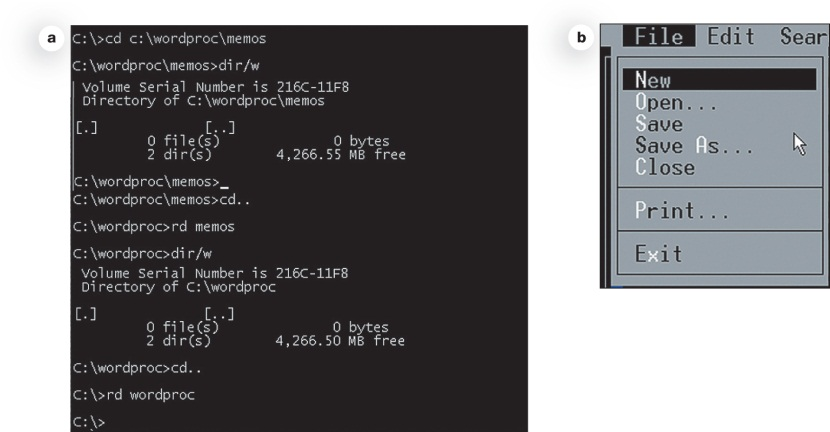 a
C:\>cd c:\wordproc\memos
C:\wordproc\memos>dir/w
Volume Serial Number is 216C-11F8
Directory of C:\wordproc\memos
[.] [..]
0 file(s) 0 bytes
2 dir(s) 4,266.55 MB free
C:\wordproc\memos>_
C:\wordproc\memos>cd..
C:\wordproc>rd memos
C:\wordproc>dir/w
Volume Serial Number is 216C-11F8
Directory of C:\wordproc
[.] [..]
0 file(s) 0 bytes
2 dir(s) 4,266.50 MB free
C:\wordproc>cd..
C:\>rd wordproc
C:\>
b
File Edit Sear
New
Open...
Save
Save As...
Close
Print...
Exit